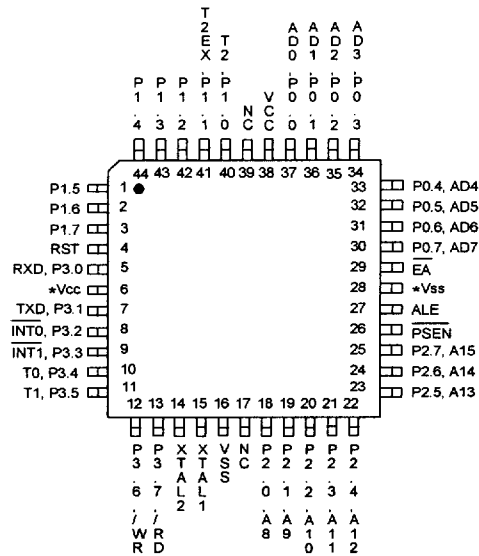 T2EX, P1.1
T2, P1.0
AD0, P0.0
AD1, P0.1
AD2, P0.2
AD3, P0.3
P1.4
P1.3
P1.2
NC
VCC
44 43 42 41 40 39 38 37 36 35 34
P1.5 1
P1.6 2
P1.7 3
RST 4
RXD, P3.0 5
*Vcc 6
TXD, P3.1 7
INT0, P3.2 8
INT1, P3.3 9
T0, P3.4 10
T1, P3.5 11
33 P0.4, AD4
32 P0.5, AD5
31 P0.6, AD6
30 P0.7, AD7
29 EA
28 *Vss
27 ALE
26 PSEN
25 P2.7, A15
24 P2.6, A14
23 P2.5, A13
12 13 14 15 16 17 18 19 20 21 22
P3.6,/WR
P3.7,/RD
XTAL2
XTAL1
VSS
NC
P2.0,A8
P2.1,A9
P2.2,A10
P2.3,A11
P2.4,A12